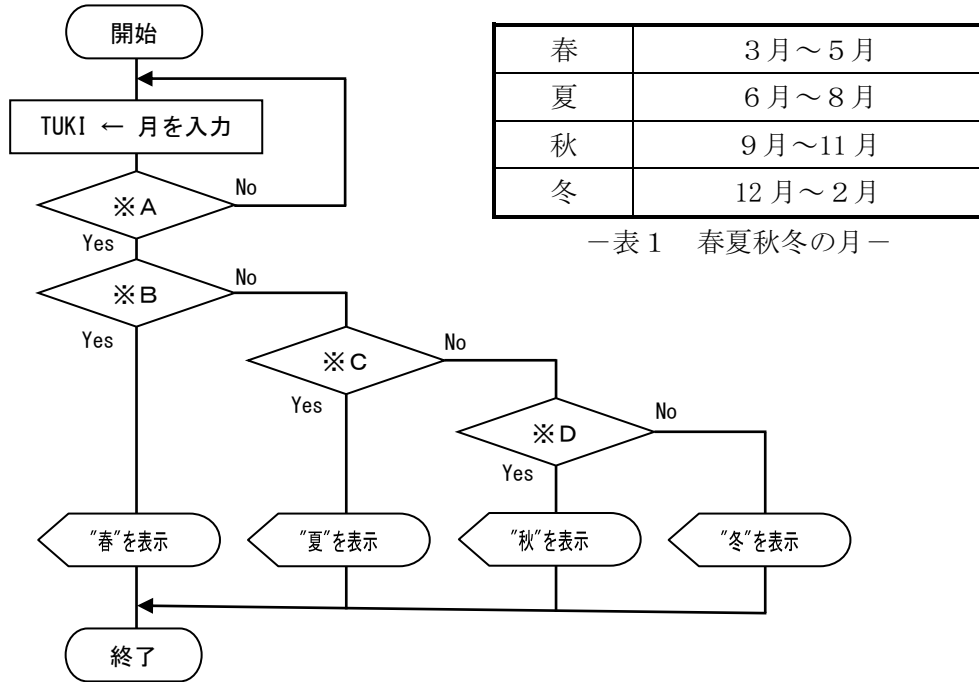 開始
TUKI ← 月を入力
※A
No
Yes
※B
No
Yes
※C
No
Yes
※D
No
Yes
"春"を表示
"夏"を表示
"秋"を表示
"冬"を表示
終了
春 3月~5月
夏 6月~8月
秋 9月~11月
冬 12月~2月
-表1 春夏秋冬の月-